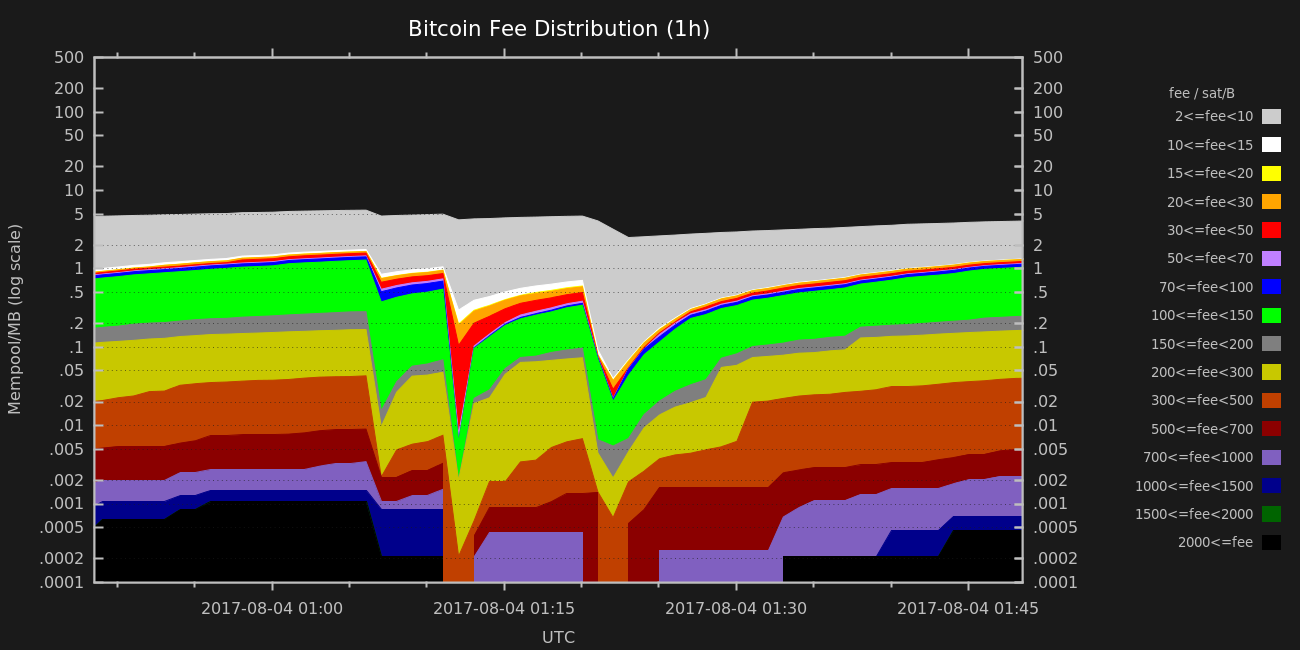 Bitcoin Fee Distribution (1h)
Mempool/MB (log scale)
500
200
100
50
20
10
5
2
1
.5
.2
.1
.05
.02
.01
.005
.002
.001
.0005
.0002
.0001
500
200
100
50
20
10
5
2
1
.5
.2
.1
.05
.02
.01
.005
.002
.001
.0005
.0002
.0001
2017-08-04 01:00
2017-08-04 01:15
2017-08-04 01:30
2017-08-04 01:45
UTC
fee / sat/B
2<=fee<10
10<=fee<15
15<=fee<20
20<=fee<30
30<=fee<50
50<=fee<70
70<=fee<100
100<=fee<150
150<=fee<200
200<=fee<300
300<=fee<500
500<=fee<700
700<=fee<1000
1000<=fee<1500
1500<=fee<2000
2000<=fee